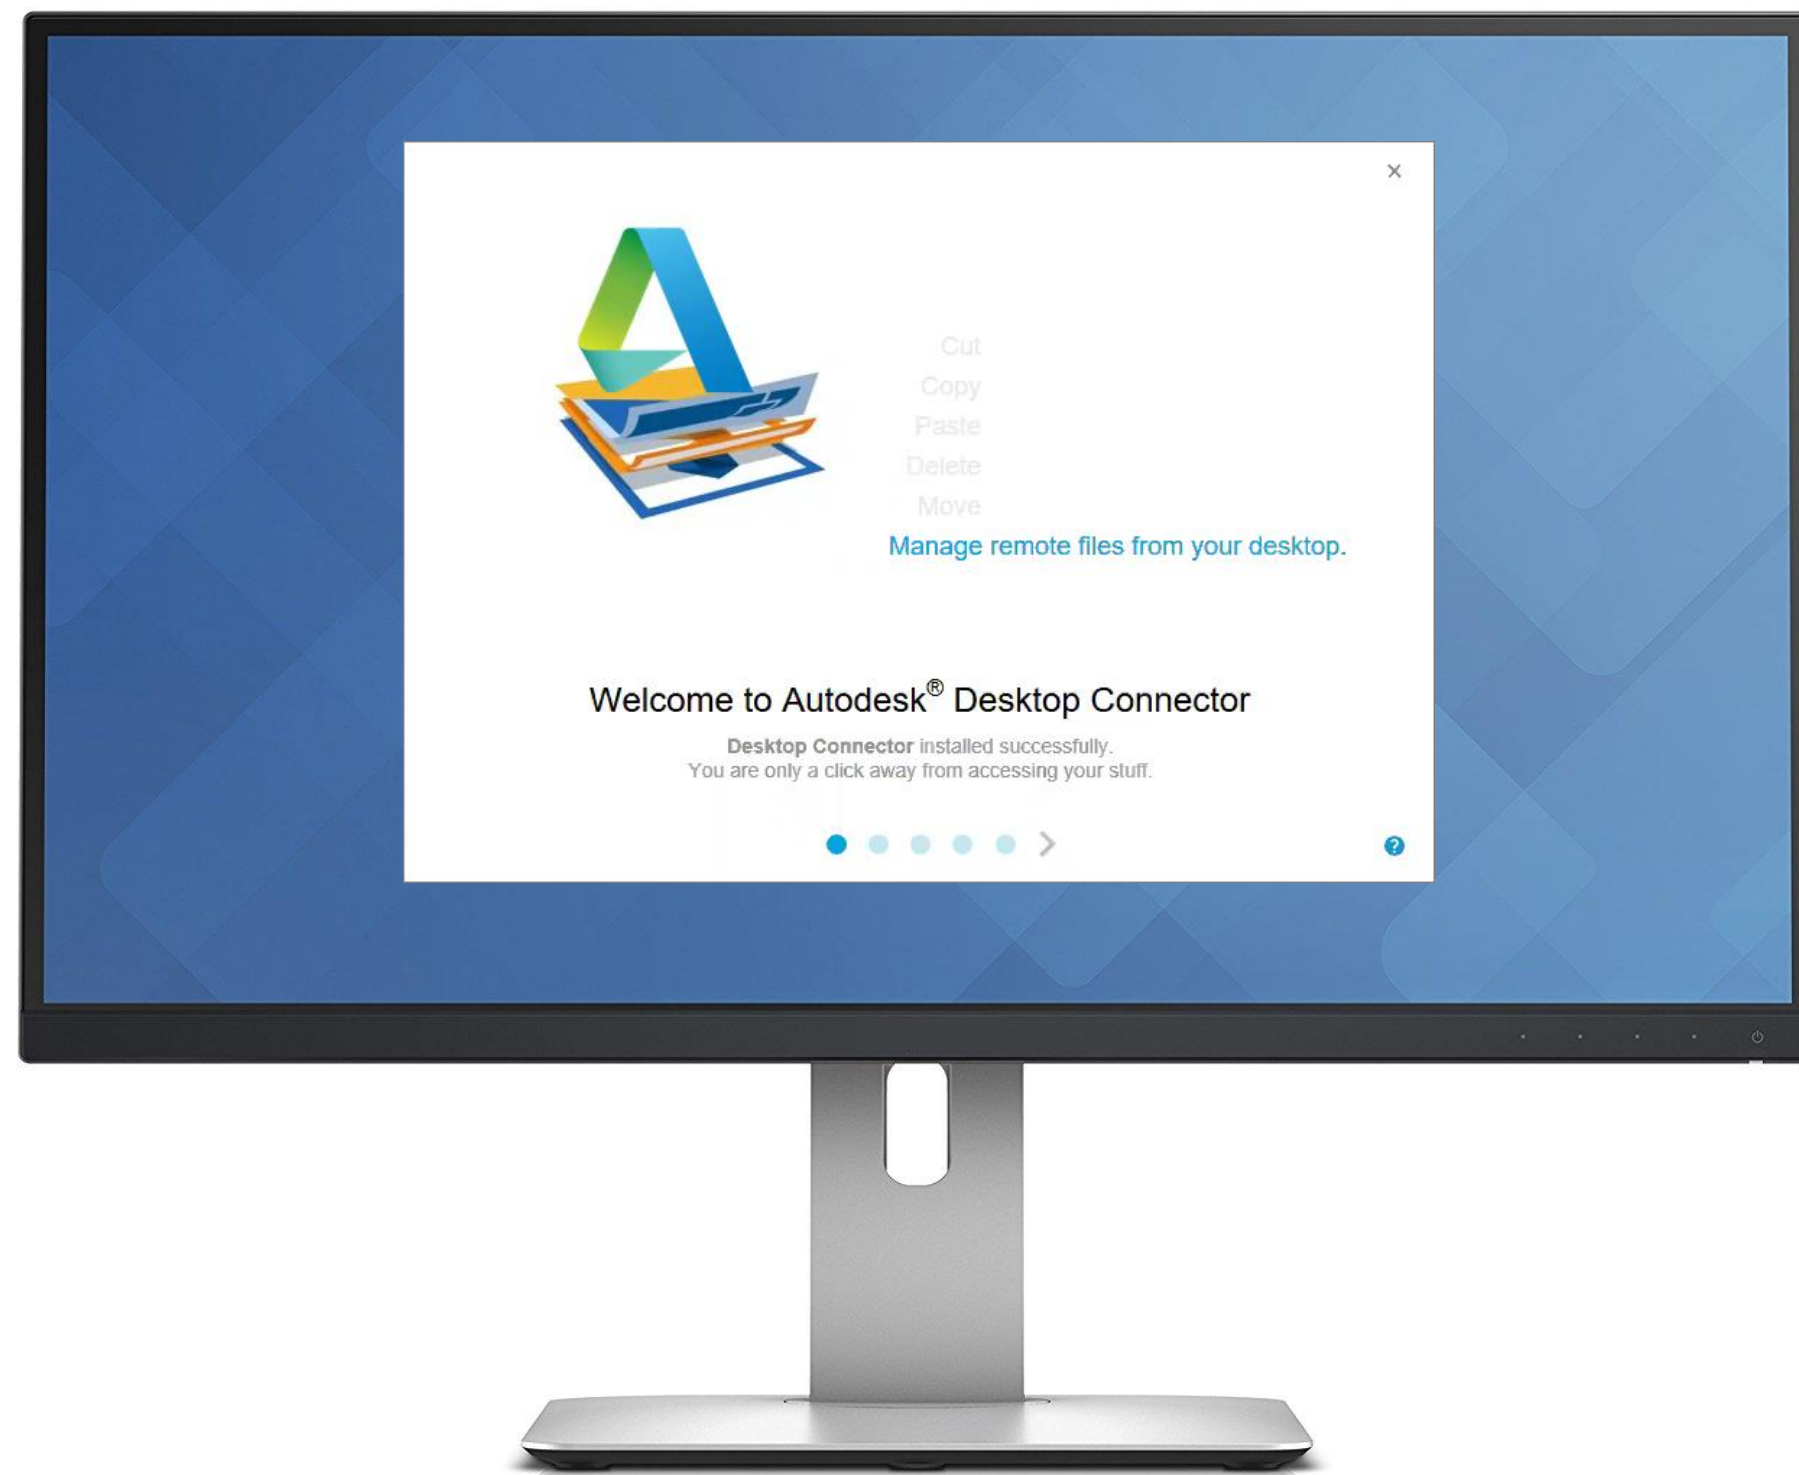 Cut
Copy
Paste
Delete
Move
Manage remote files from your desktop.
Welcome to Autodesk® Desktop Connector
Desktop Connector installed successfully.
You are only a click away from accessing your stuff.
?